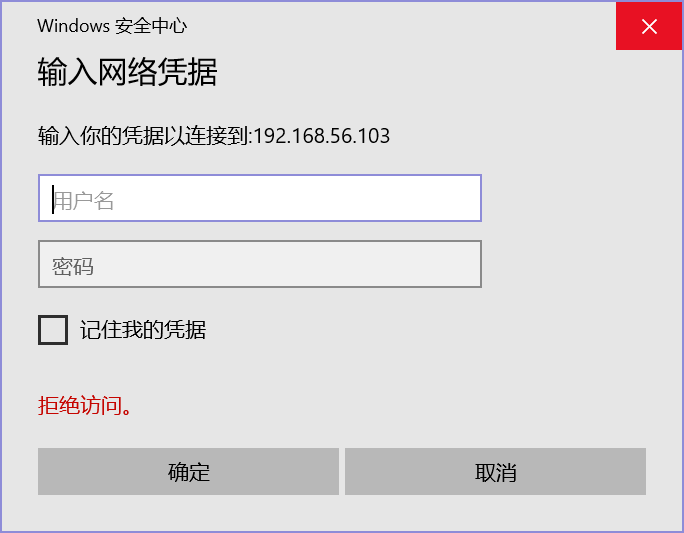 Windows 安全中心
输入网络凭据
输入你的凭据以连接到:192.168.56.103
用户名
密码
记住我的凭据
拒绝访问。
确定
取消